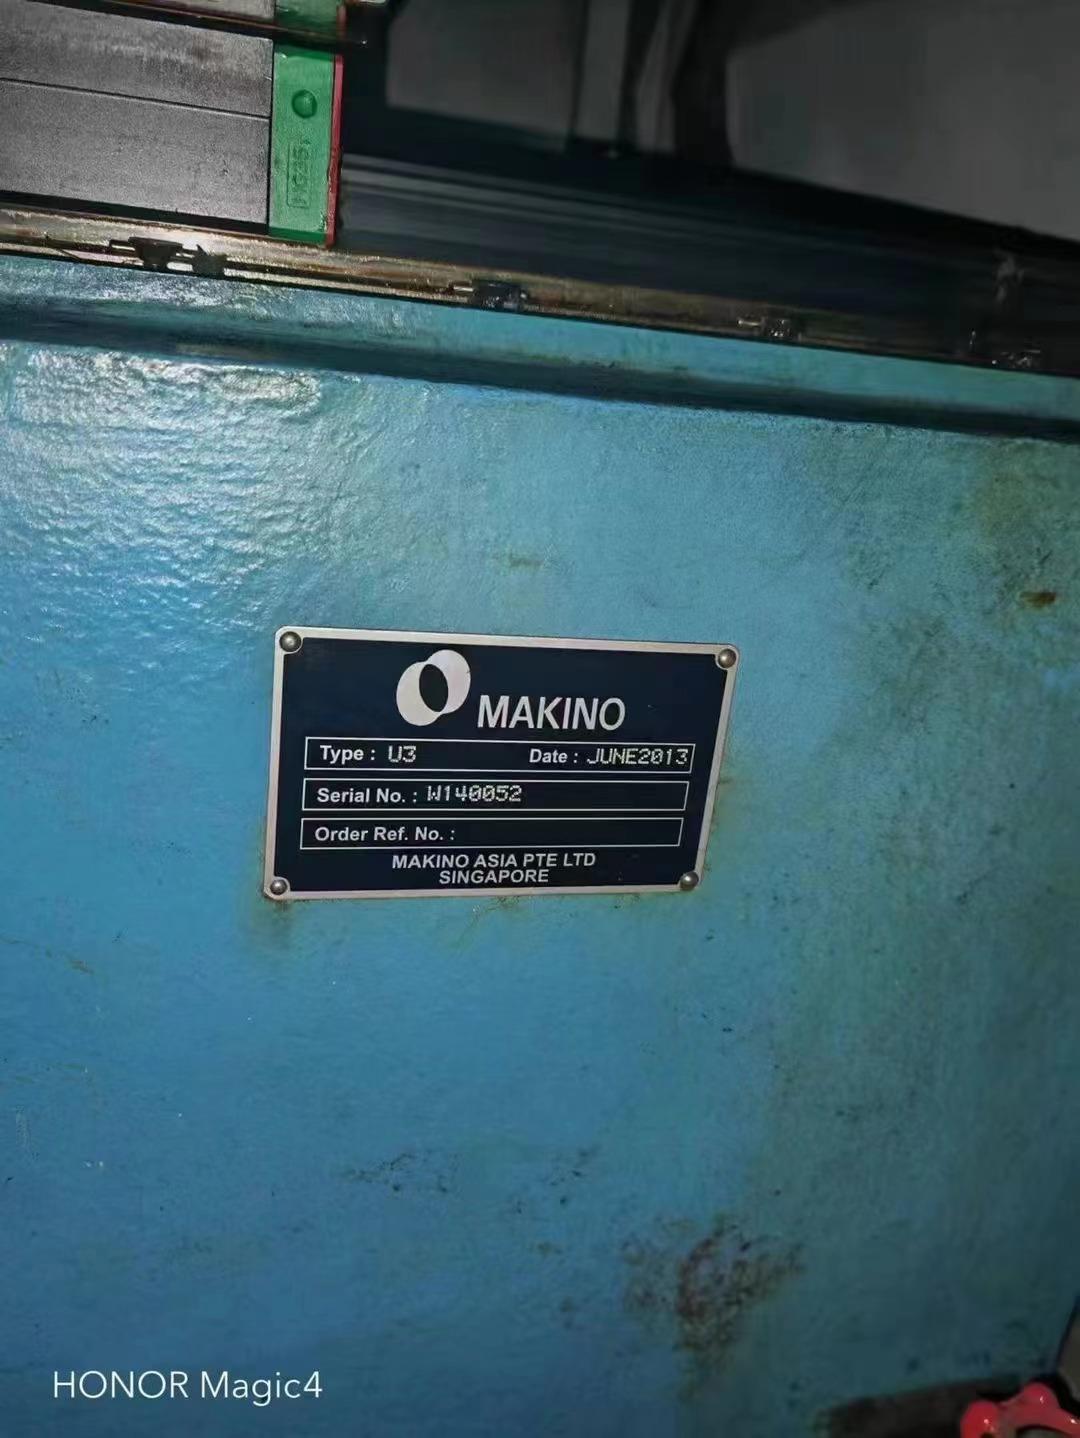 MAKINO
Type : U3 Date : JUNE2013
Serial No. : W140052
Order Ref. No. :
MAKINO ASIA PTE LTD
SINGAPORE
HONOR Magic4